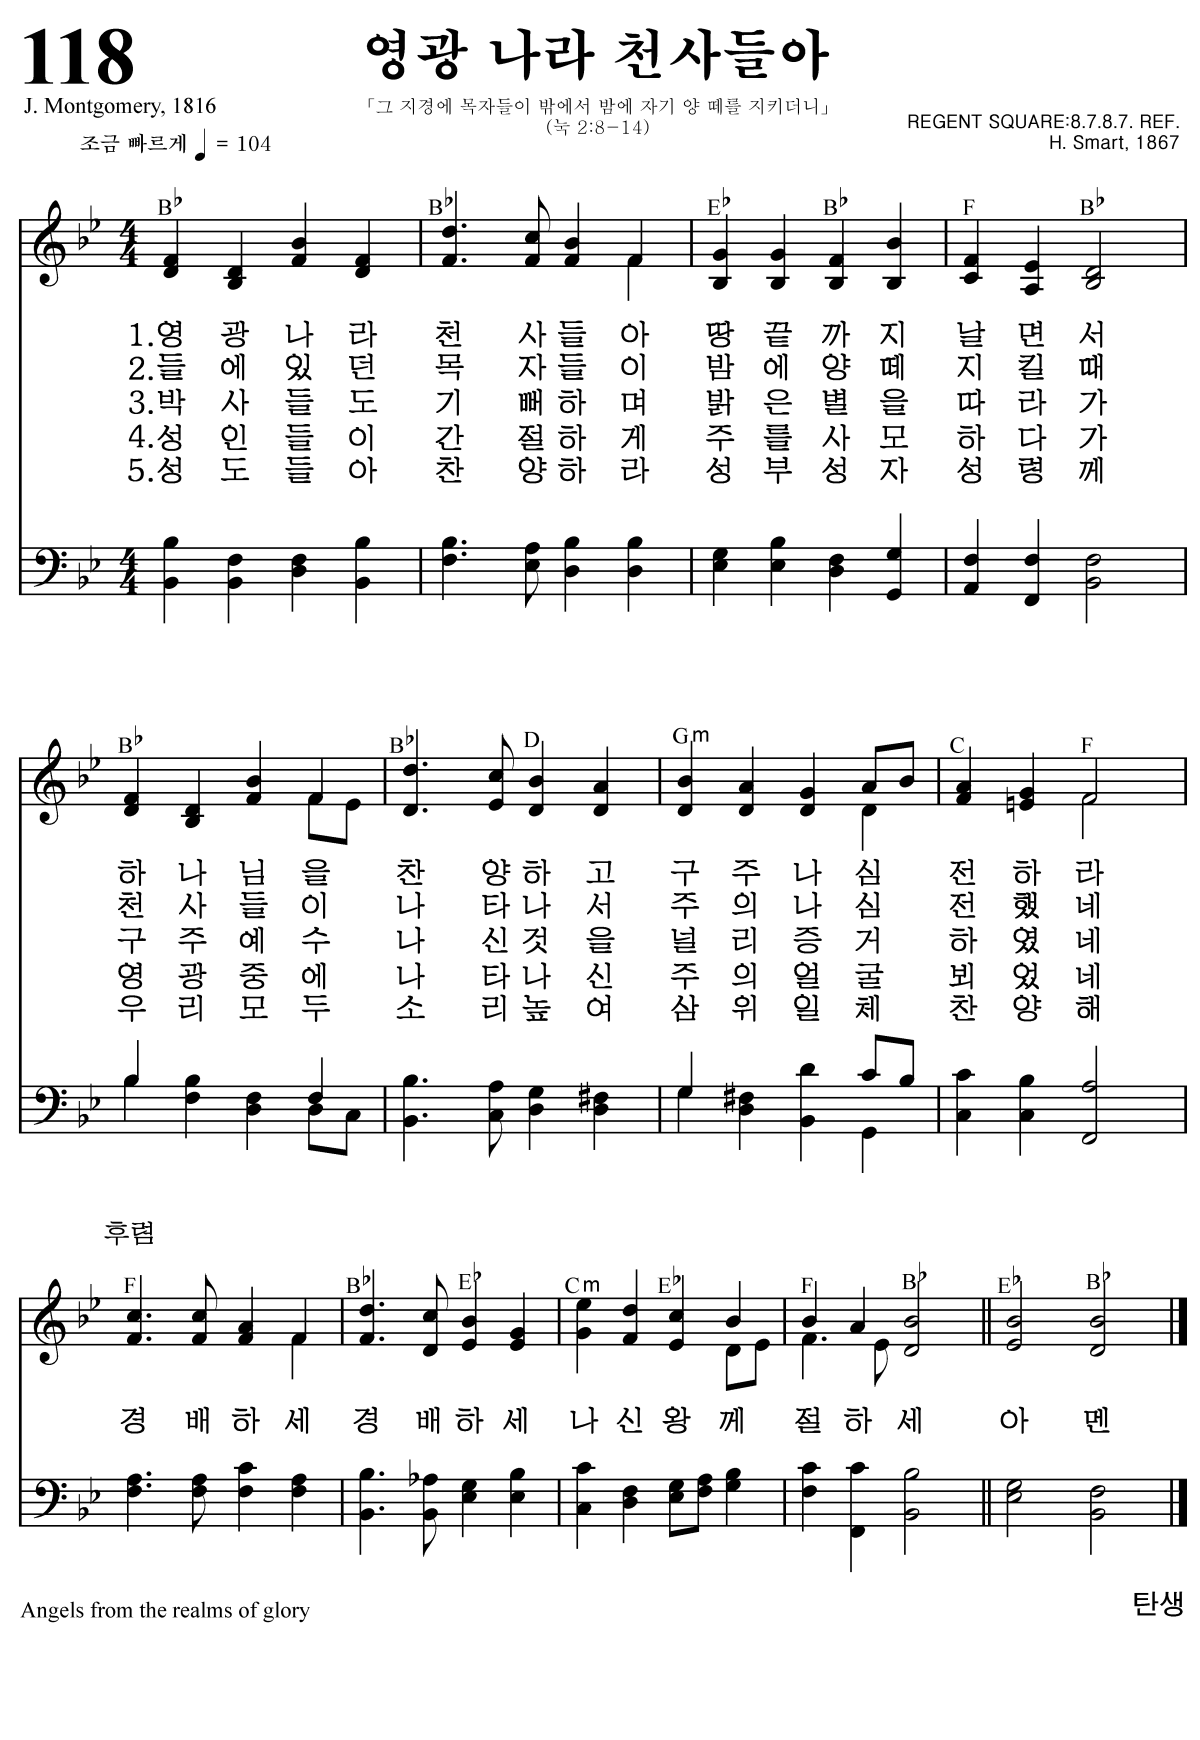 118
영광 나라 천사들아
J. Montgomery, 1816
「그 지경에 목자들이 밖에서 밤에 자기 양 떼를 지키더니」
(눅 2:8-14)
REGENT SQUARE:8.7.8.7. REF.
H. Smart, 1867
조금 빠르게 ♩ = 104
B♭ B♭ E♭ B♭ F B♭
1.영 광 나 라 천 사 들 아 땅 끝 까 지 날 면 서
2.들 에 있 던 목 자 들 이 밤 에 양 떼 지 킬 때
3.박 사 들 도 기 뻐 하 며 밝 은 별 을 따 라 가
4.성 인 들 이 간 절 하 게 주 를 사 모 하 다 가
5.성 도 들 아 찬 양 하 라 성 부 성 자 성 령 께
B♭ B♭ D Gm C F
하 나 님 을 찬 양 하 고 구 주 나 심 전 하 라
천 사 들 이 나 타 나 서 주 의 나 심 전 했 네
구 주 예 수 나 신 것 을 널 리 증 거 하 였 네
영 광 중 에 나 타 나 신 주 의 얼 굴 뵈 었 네
우 리 모 두 소 리 높 여 삼 위 일 체 찬 양 해
후렴
F B♭ E♭ Cm E♭ F B♭ E♭ B♭
경 배 하 세 경 배 하 세 나 신 왕 께 절 하 세 아 멘
Angels from the realms of glory
탄생